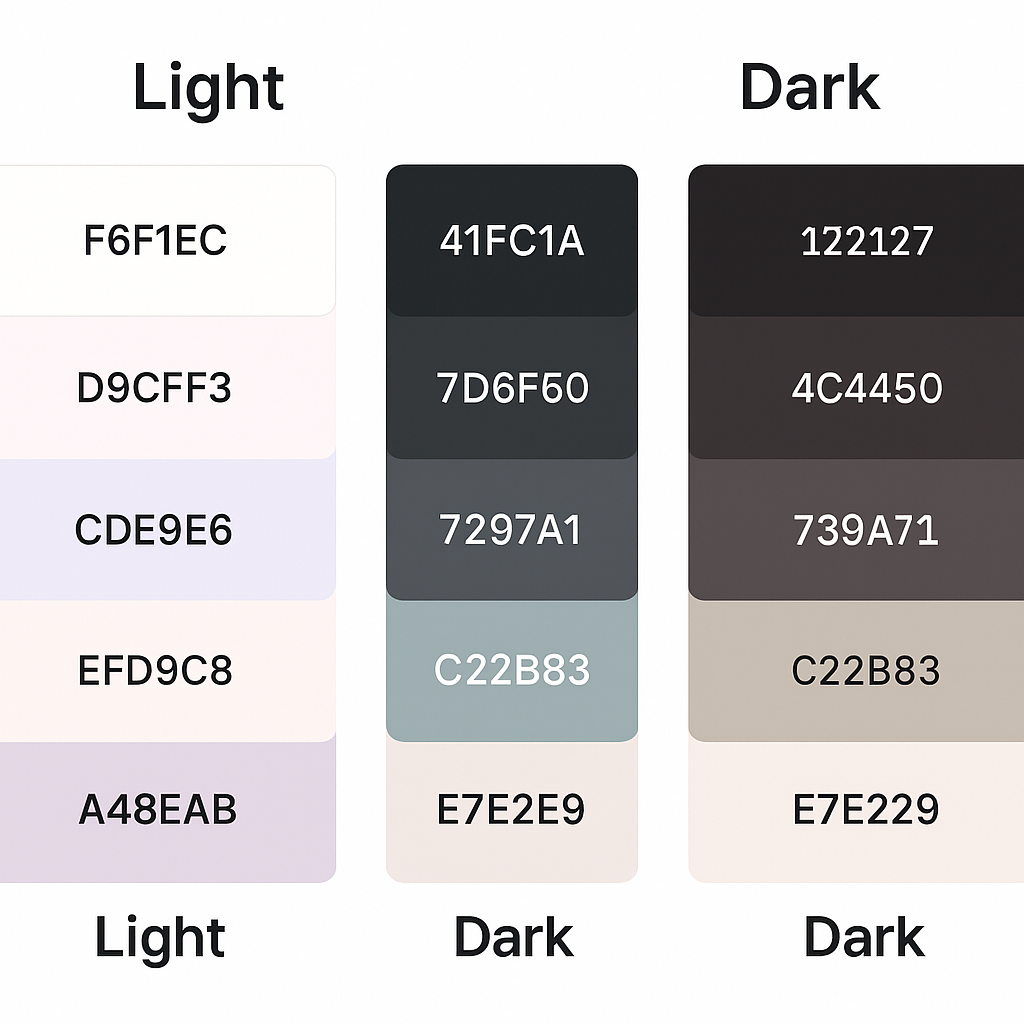 Light
Dark
F6F1EC
41FC1A
122127
D9CFF3
7D6F60
4C4450
CDE9E6
7297A1
739A71
EFD9C8
C22B83
C22B83
A48EAB
E7E2E9
E7E229
Light
Dark
Dark